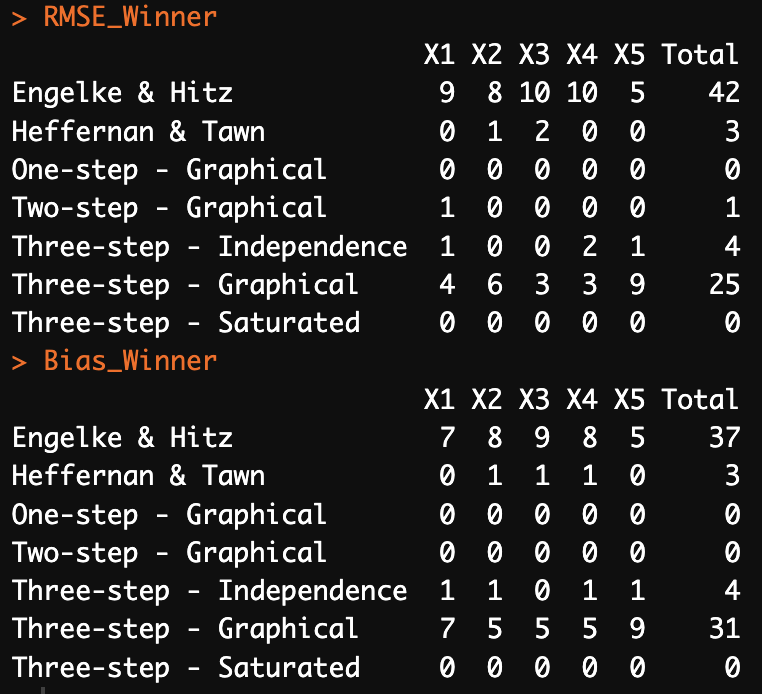 > RMSE_Winner
X1 X2 X3 X4 X5 Total
Engelke & Hitz 9 8 10 10 5 42
Heffernan & Tawn 0 1 2 0 0 3
One-step - Graphical 0 0 0 0 0 0
Two-step - Graphical 1 0 0 0 0 1
Three-step - Independence 1 0 0 2 1 4
Three-step - Graphical 4 6 3 3 9 25
Three-step - Saturated 0 0 0 0 0 0
> Bias_Winner
X1 X2 X3 X4 X5 Total
Engelke & Hitz 7 8 9 8 5 37
Heffernan & Tawn 0 1 1 1 0 3
One-step - Graphical 0 0 0 0 0 0
Two-step - Graphical 0 0 0 0 0 0
Three-step - Independence 1 1 0 1 1 4
Three-step - Graphical 7 5 5 5 9 31
Three-step - Saturated 0 0 0 0 0 0